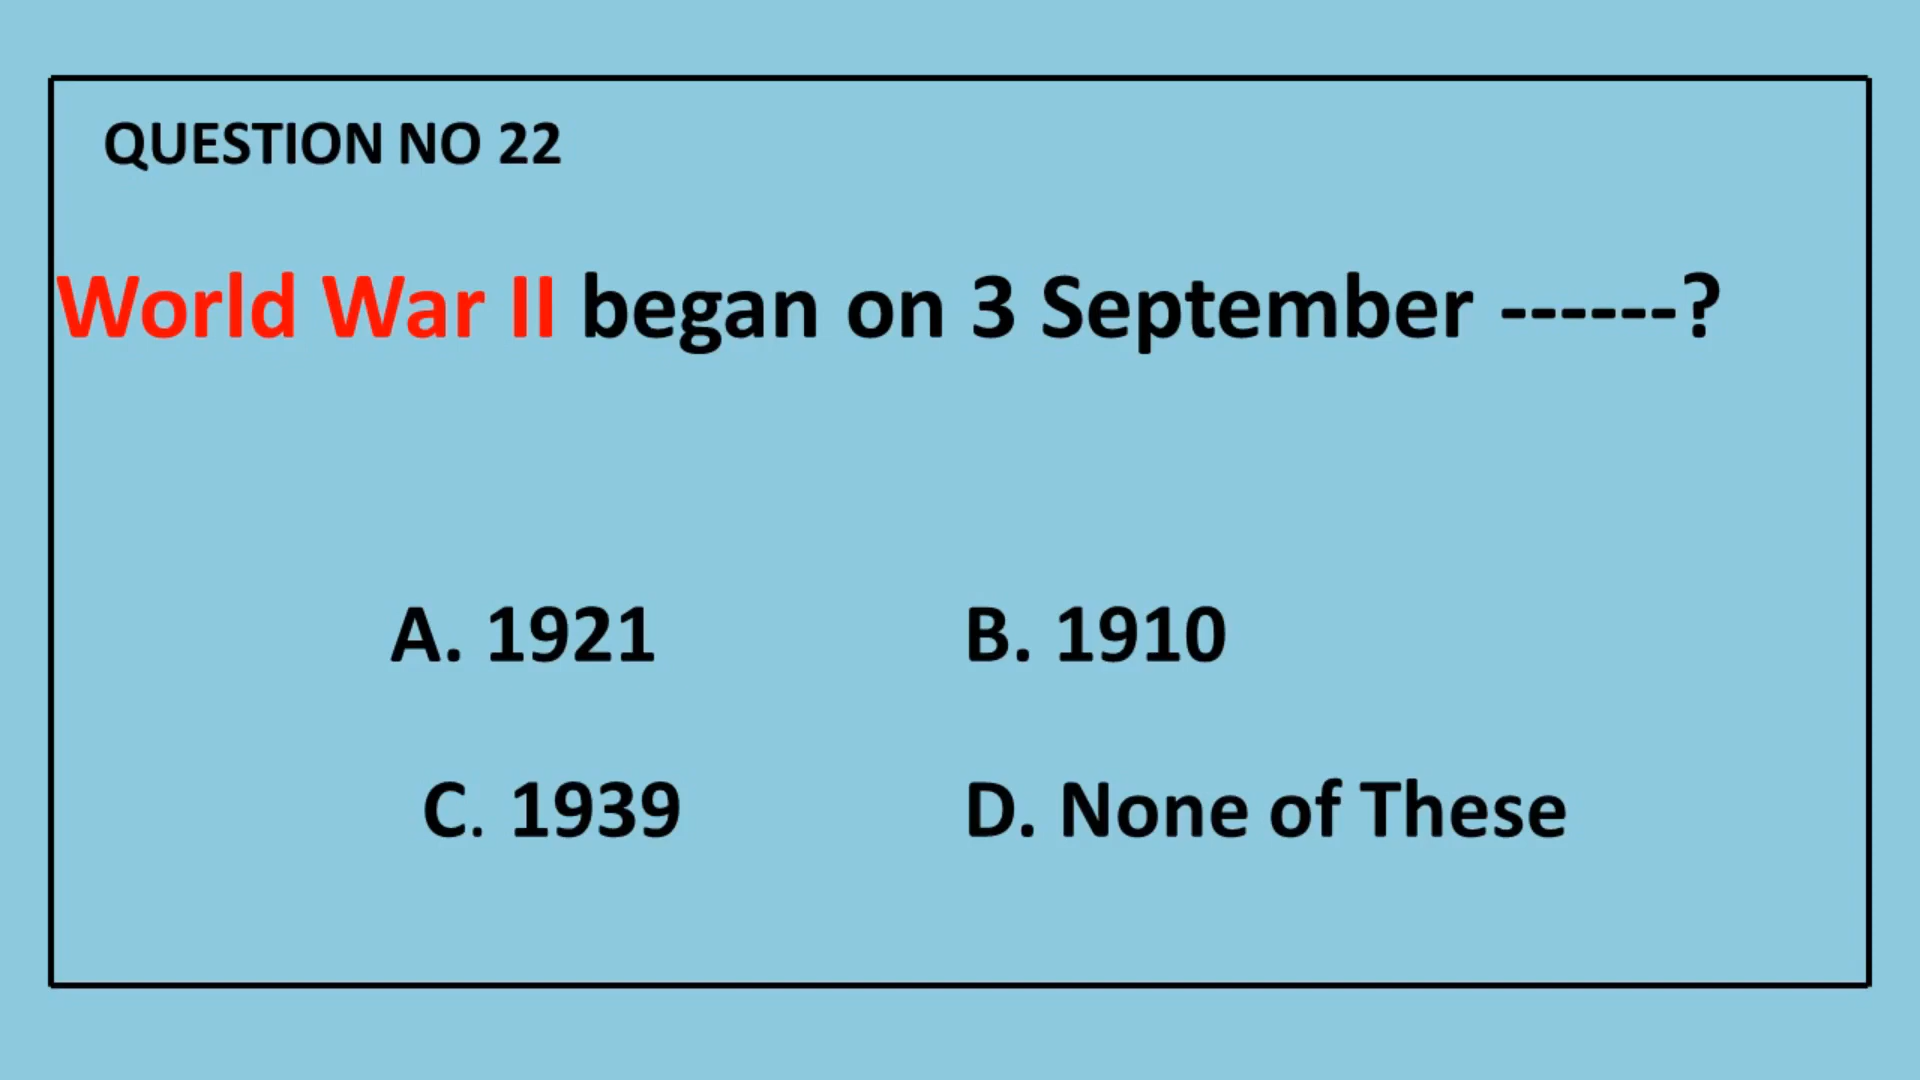 QUESTION NO 22
World War II began on 3 September ------?
A. 1921 B. 1910
C. 1939 D. None of These